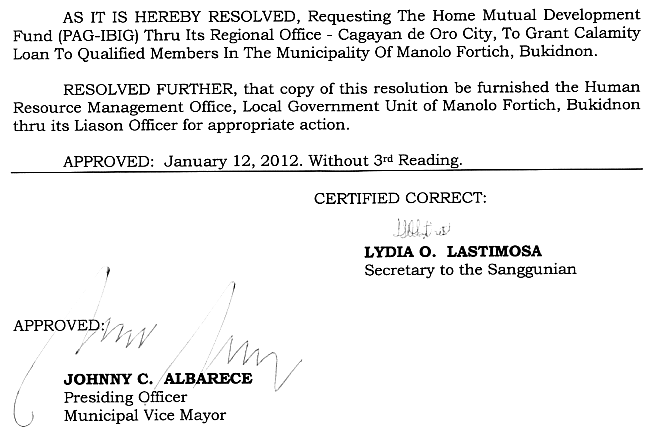 AS IT IS HEREBY RESOLVED, Requesting The Home Mutual Development
Fund (PAG-IBIG) Thru Its Regional Office - Cagayan de Oro City, To Grant Calamity
Loan To Qualified Members In The Municipality Of Manolo Fortich, Bukidnon.
RESOLVED FURTHER, that copy of this resolution be furnished the Human
Resource Management Office, Local Government Unit of Manolo Fortich, Bukidnon
thru its Liason Officer for appropriate action.
APPROVED: January 12, 2012. Without 3rd Reading.
CERTIFIED CORRECT:
LYDIA O. LASTIMOSA
Secretary to the Sanggunian
APPROVED:
JOHNNY C. ALBARECE
Presiding Officer
Municipal Vice Mayor